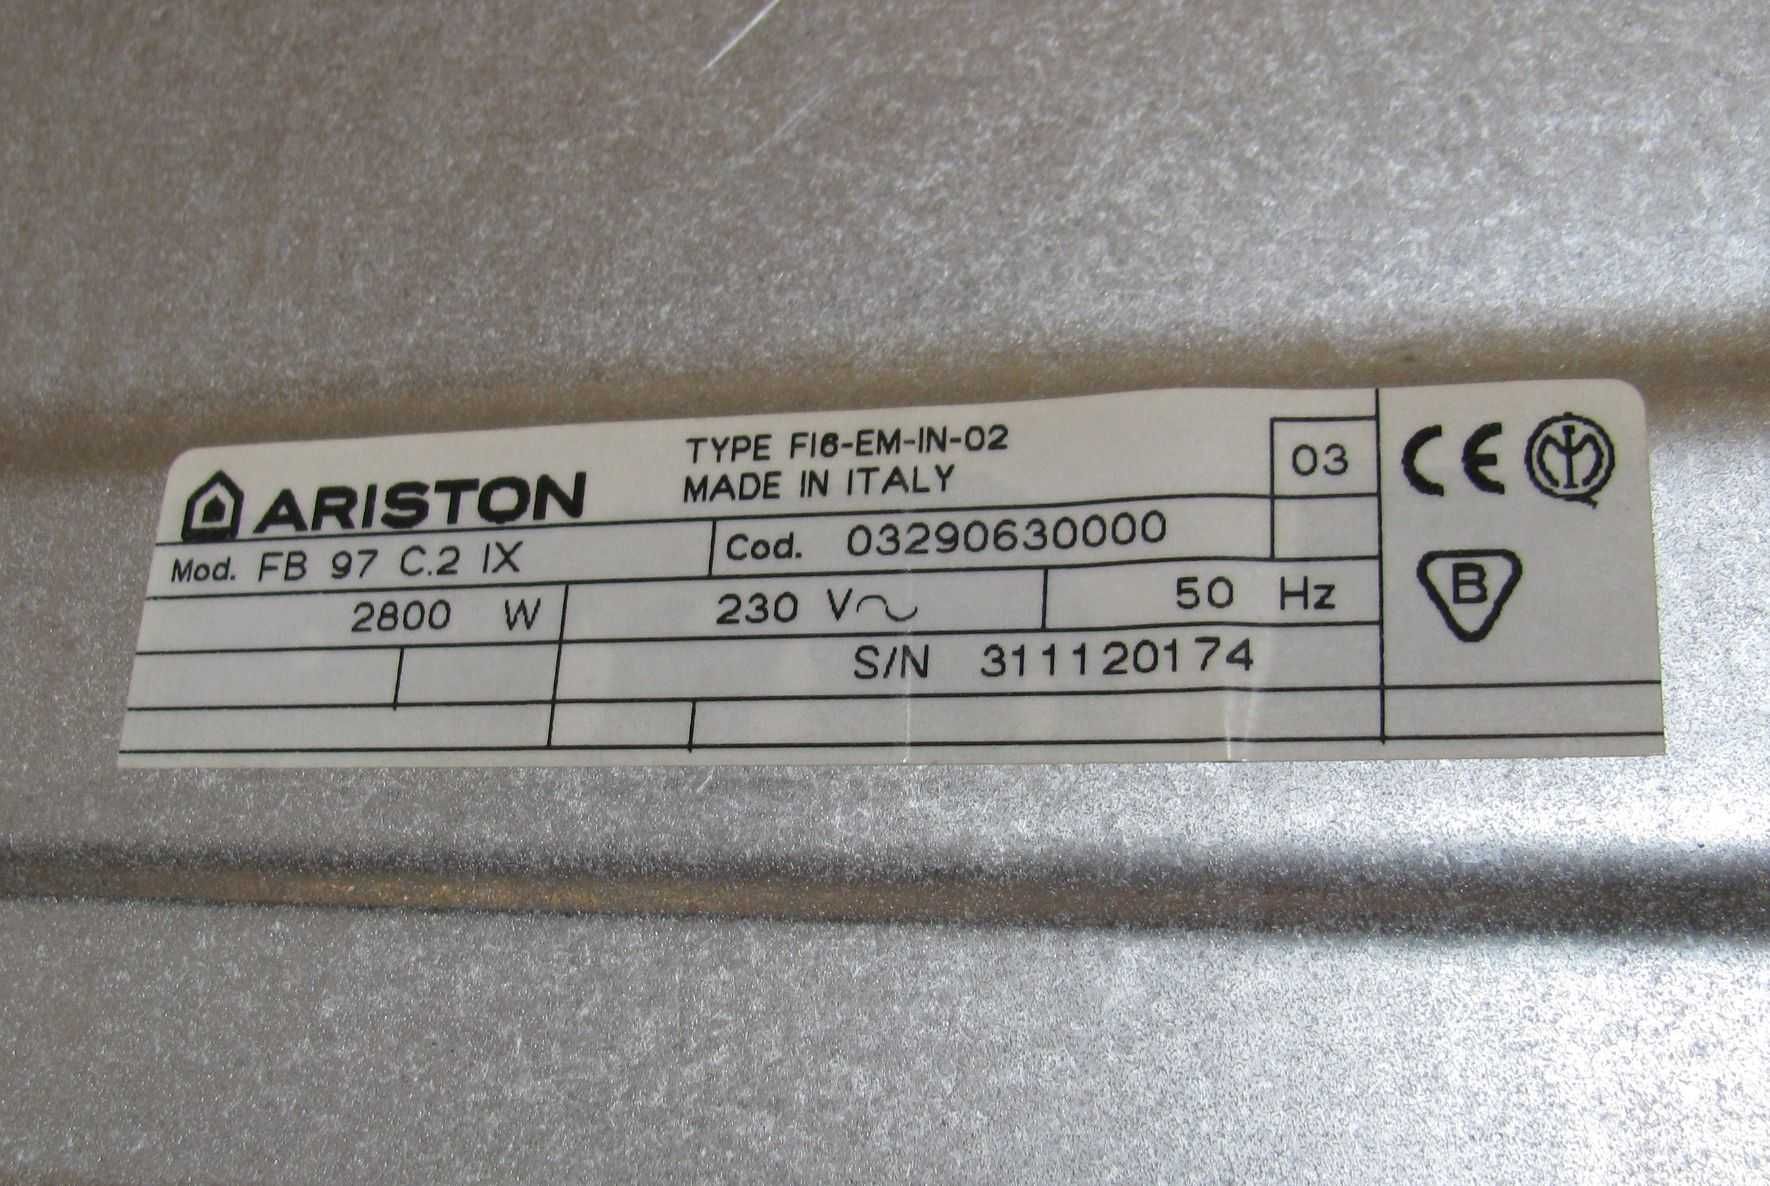 ARISTON
TYPE FI6-EM-IN-02
MADE IN ITALY
03
Mod. FB 97 C.2 IX
Cod. 03290630000
2800 W
230 V~
50 Hz
S/N 311120174
CE
B